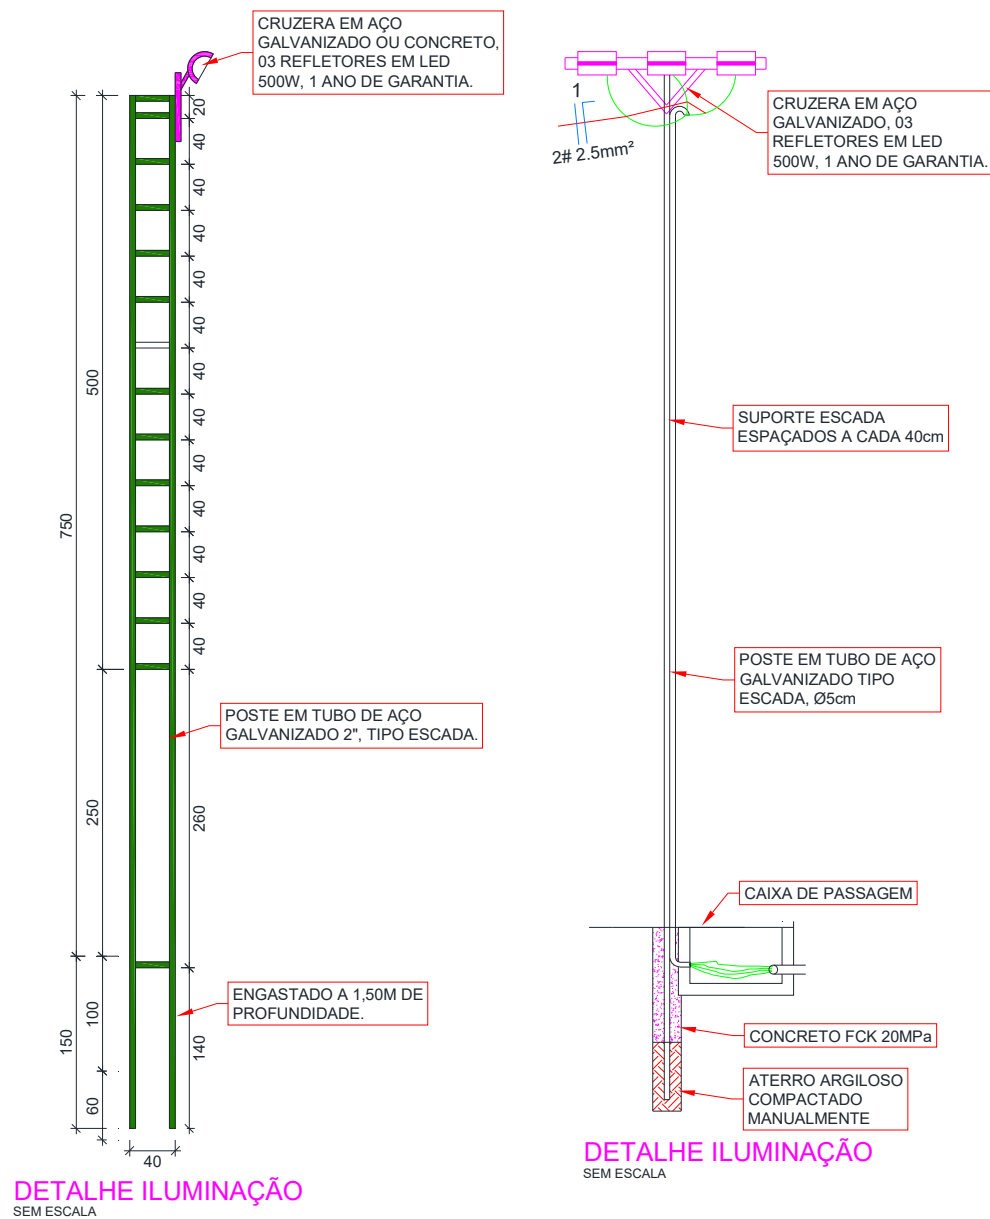 CRUZERA EM AÇO
GALVANIZADO OU CONCRETO,
03 REFLETORES EM LED
500W, 1 ANO DE GARANTIA.
20
40
40
40
40
40
40
40
40
40
40
40
40
260
140
500
750
250
100
150
60
40
POSTE EM TUBO DE AÇO
GALVANIZADO 2", TIPO ESCADA.
ENGASTADO A 1,50M DE
PROFUNDIDADE.
DETALHE ILUMINAÇÃO
SEM ESCALA
1
2# 2.5mm²
CRUZERA EM AÇO
GALVANIZADO, 03
REFLETORES EM LED
500W, 1 ANO DE GARANTIA.
SUPORTE ESCADA
ESPAÇADOS A CADA 40cm
POSTE EM TUBO DE AÇO
GALVANIZADO TIPO
ESCADA, Ø5cm
CAIXA DE PASSAGEM
CONCRETO FCK 20MPa
ATERRO ARGILOSO
COMPACTADO
MANUALMENTE
DETALHE ILUMINAÇÃO
SEM ESCALA